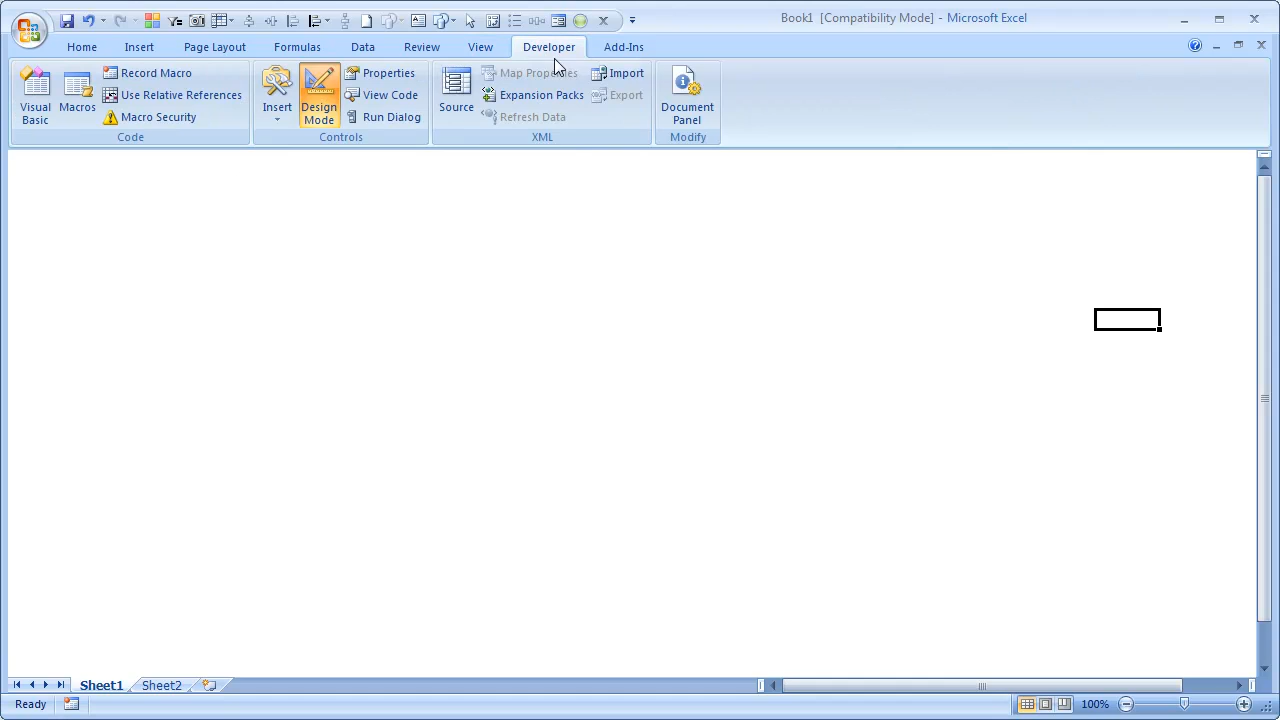 Book1 [Compatibility Mode] - Microsoft Excel
Home Insert Page Layout Formulas Data Review View Developer Add-Ins
Visual Basic
Macros
Record Macro
Use Relative References
Macro Security
Code
Insert
Design Mode
Properties
View Code
Run Dialog
Controls
Source
Map Properties
Expansion Packs
Refresh Data
Import
Export
XML
Document Panel
Modify
Sheet1 Sheet2
Ready
100%